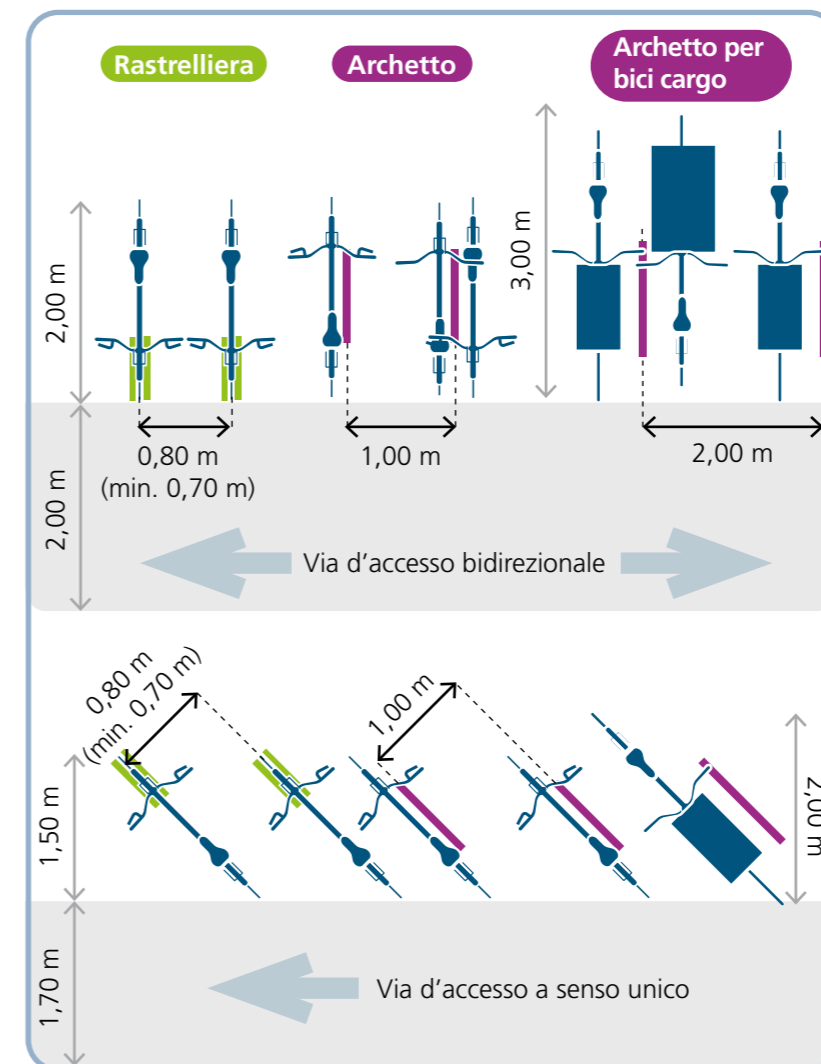 Rastrelliera
Archetto
Archetto per
bici cargo
2,00 m
3,00 m
0,80 m
(min. 0,70 m)
1,00 m
2,00 m
2,00 m
Via d’accesso bidirezionale
0,80 m
(min. 0,70 m)
1,00 m
1,50 m
2,00 m
1,70 m
Via d’accesso a senso unico